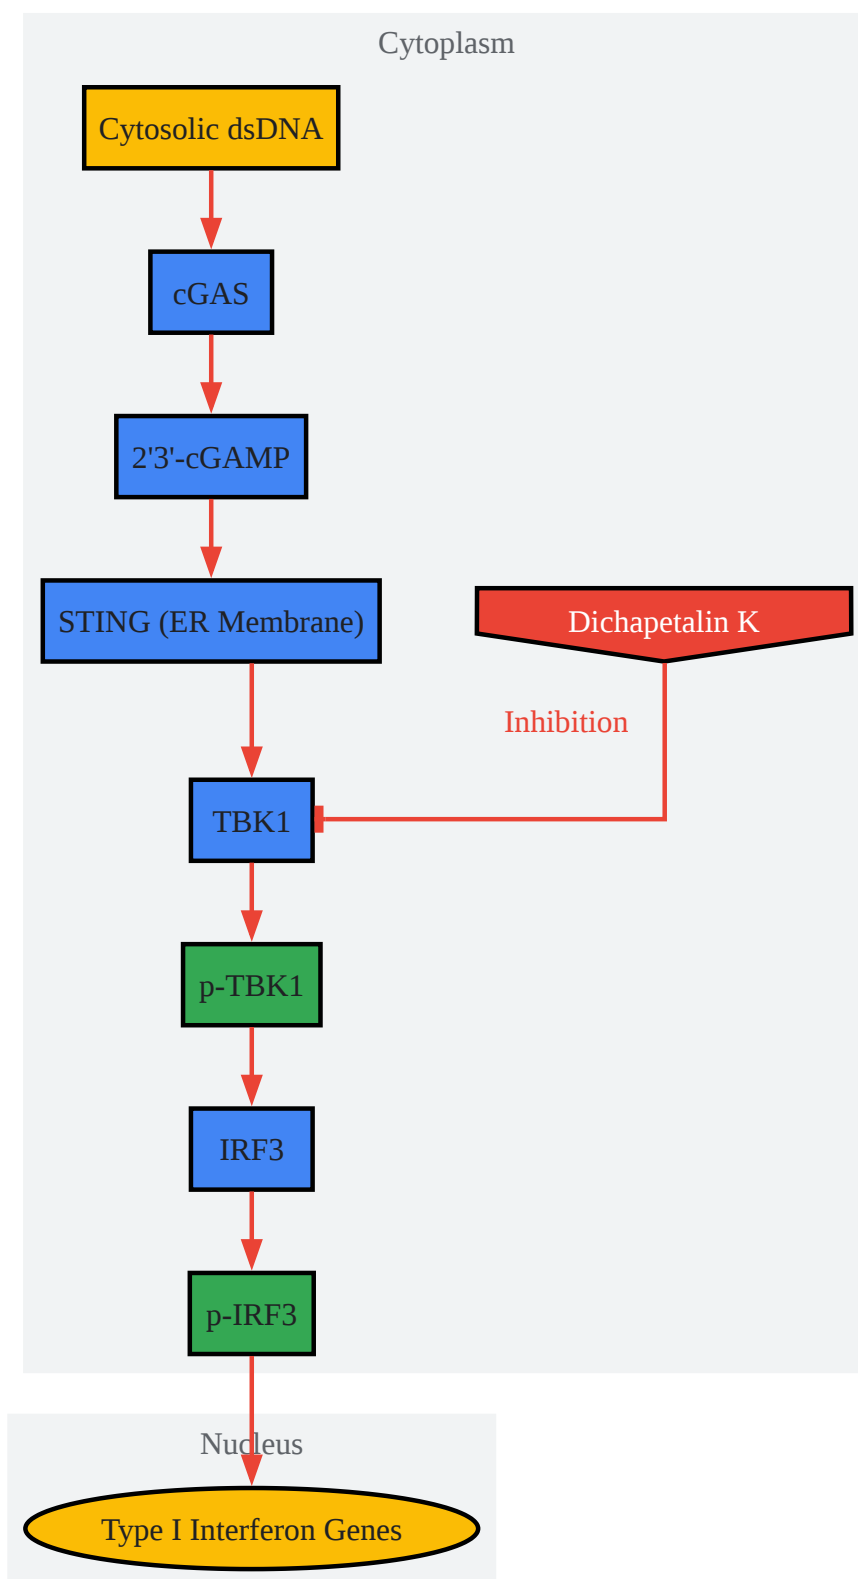 Cytoplasm
Cytosolic dsDNA
cGAS
2'3'-cGAMP
STING (ER Membrane)
Dichapetalin K
Inhibition
TBK1
p-TBK1
IRF3
p-IRF3
Nucleus
Type I Interferon Genes